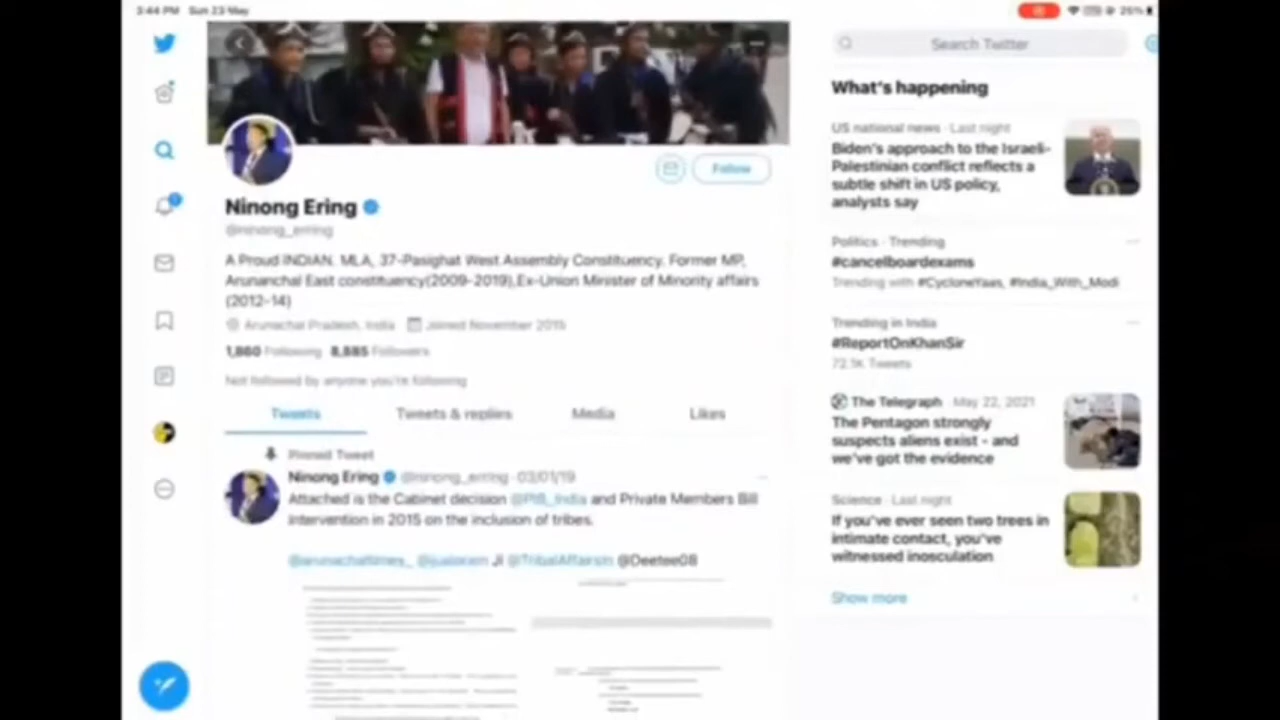 3:44 PM Sun 23 May
25%
Search Twitter
Follow
Ninong Ering
@ninong_erring
A Proud INDIAN. MLA, 37-Pasighat West Assembly Constituency. Former MP,
Arunanchal East constituency(2009-2019),Ex-Union Minister of Minority affairs
(2012-14)
Arunachal Pradesh, India Joined November 2015
1,860 Following 8,885 Followers
Not followed by anyone you're following
Tweets Tweets & replies Media Likes
Pinned Tweet
Ninong Ering @ninong_erring · 03/01/19
Attached is the Cabinet decision @PIB_India and Private Members Bill
intervention in 2015 on the inclusion of tribes.
@arunachaltimes_ @jualoram Ji @TribalAffairsIn @Deetee08
What's happening
US national news · Last night
Biden's approach to the Israeli-
Palestinian conflict reflects a
subtle shift in US policy,
analysts say
Politics · Trending
#cancelboardexams
Trending with #CycloneYaas, #India_With_Modi
Trending in India
#ReportOnKhanSir
72.1K Tweets
The Telegraph · May 22, 2021
The Pentagon strongly
suspects aliens exist - and
we've got the evidence
Science · Last night
If you've ever seen two trees in
intimate contact, you've
witnessed inosculation
Show more